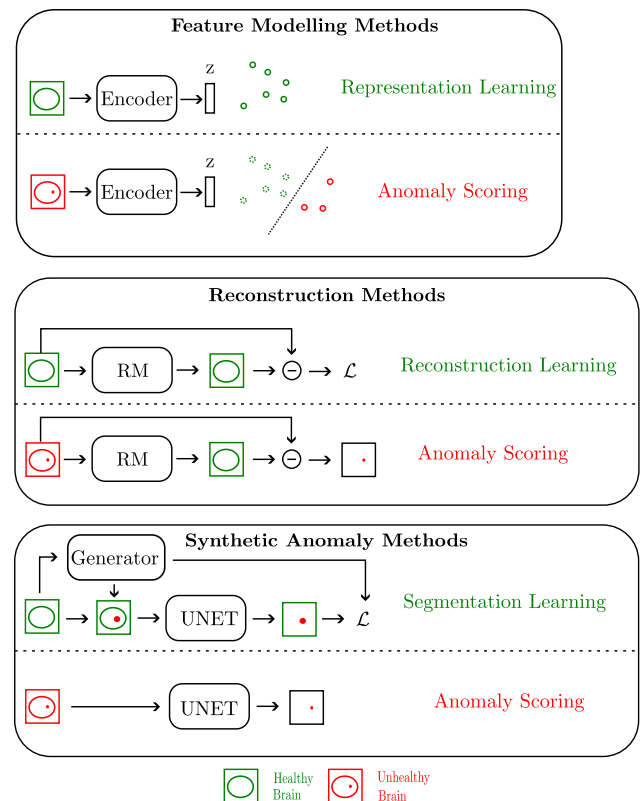 Feature Modelling Methods
z
Encoder
Representation Learning
z
Encoder
Anomaly Scoring
Reconstruction Methods
RM
−
ℒ
Reconstruction Learning
RM
−
Anomaly Scoring
Synthetic Anomaly Methods
Generator
UNET
ℒ
Segmentation Learning
UNET
Anomaly Scoring
Healthy
Brain
Unhealthy
Brain